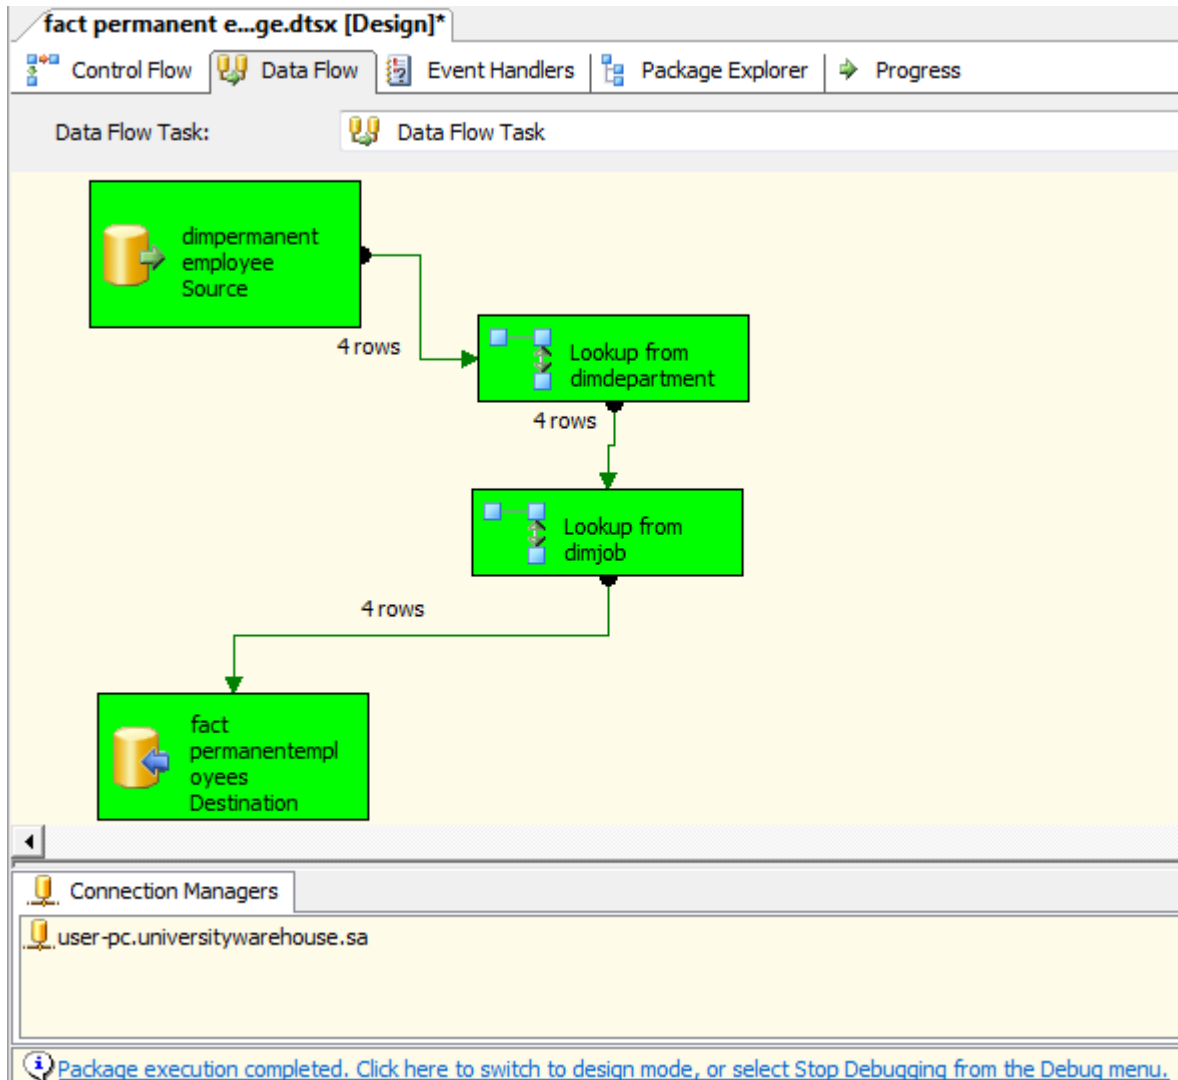 fact permanent e...ge.dtsx [Design]*
Control Flow
Data Flow
Event Handlers
Package Explorer
Progress
Data Flow Task:
Data Flow Task
dimpermanent
employee
Source
4 rows
Lookup from
dimdepartment
4 rows
Lookup from
dimjob
4 rows
fact
permanentempl
oyees
Destination
Connection Managers
user-pc.universitywarehouse.sa
Package execution completed. Click here to switch to design mode, or select Stop Debugging from the Debug menu.